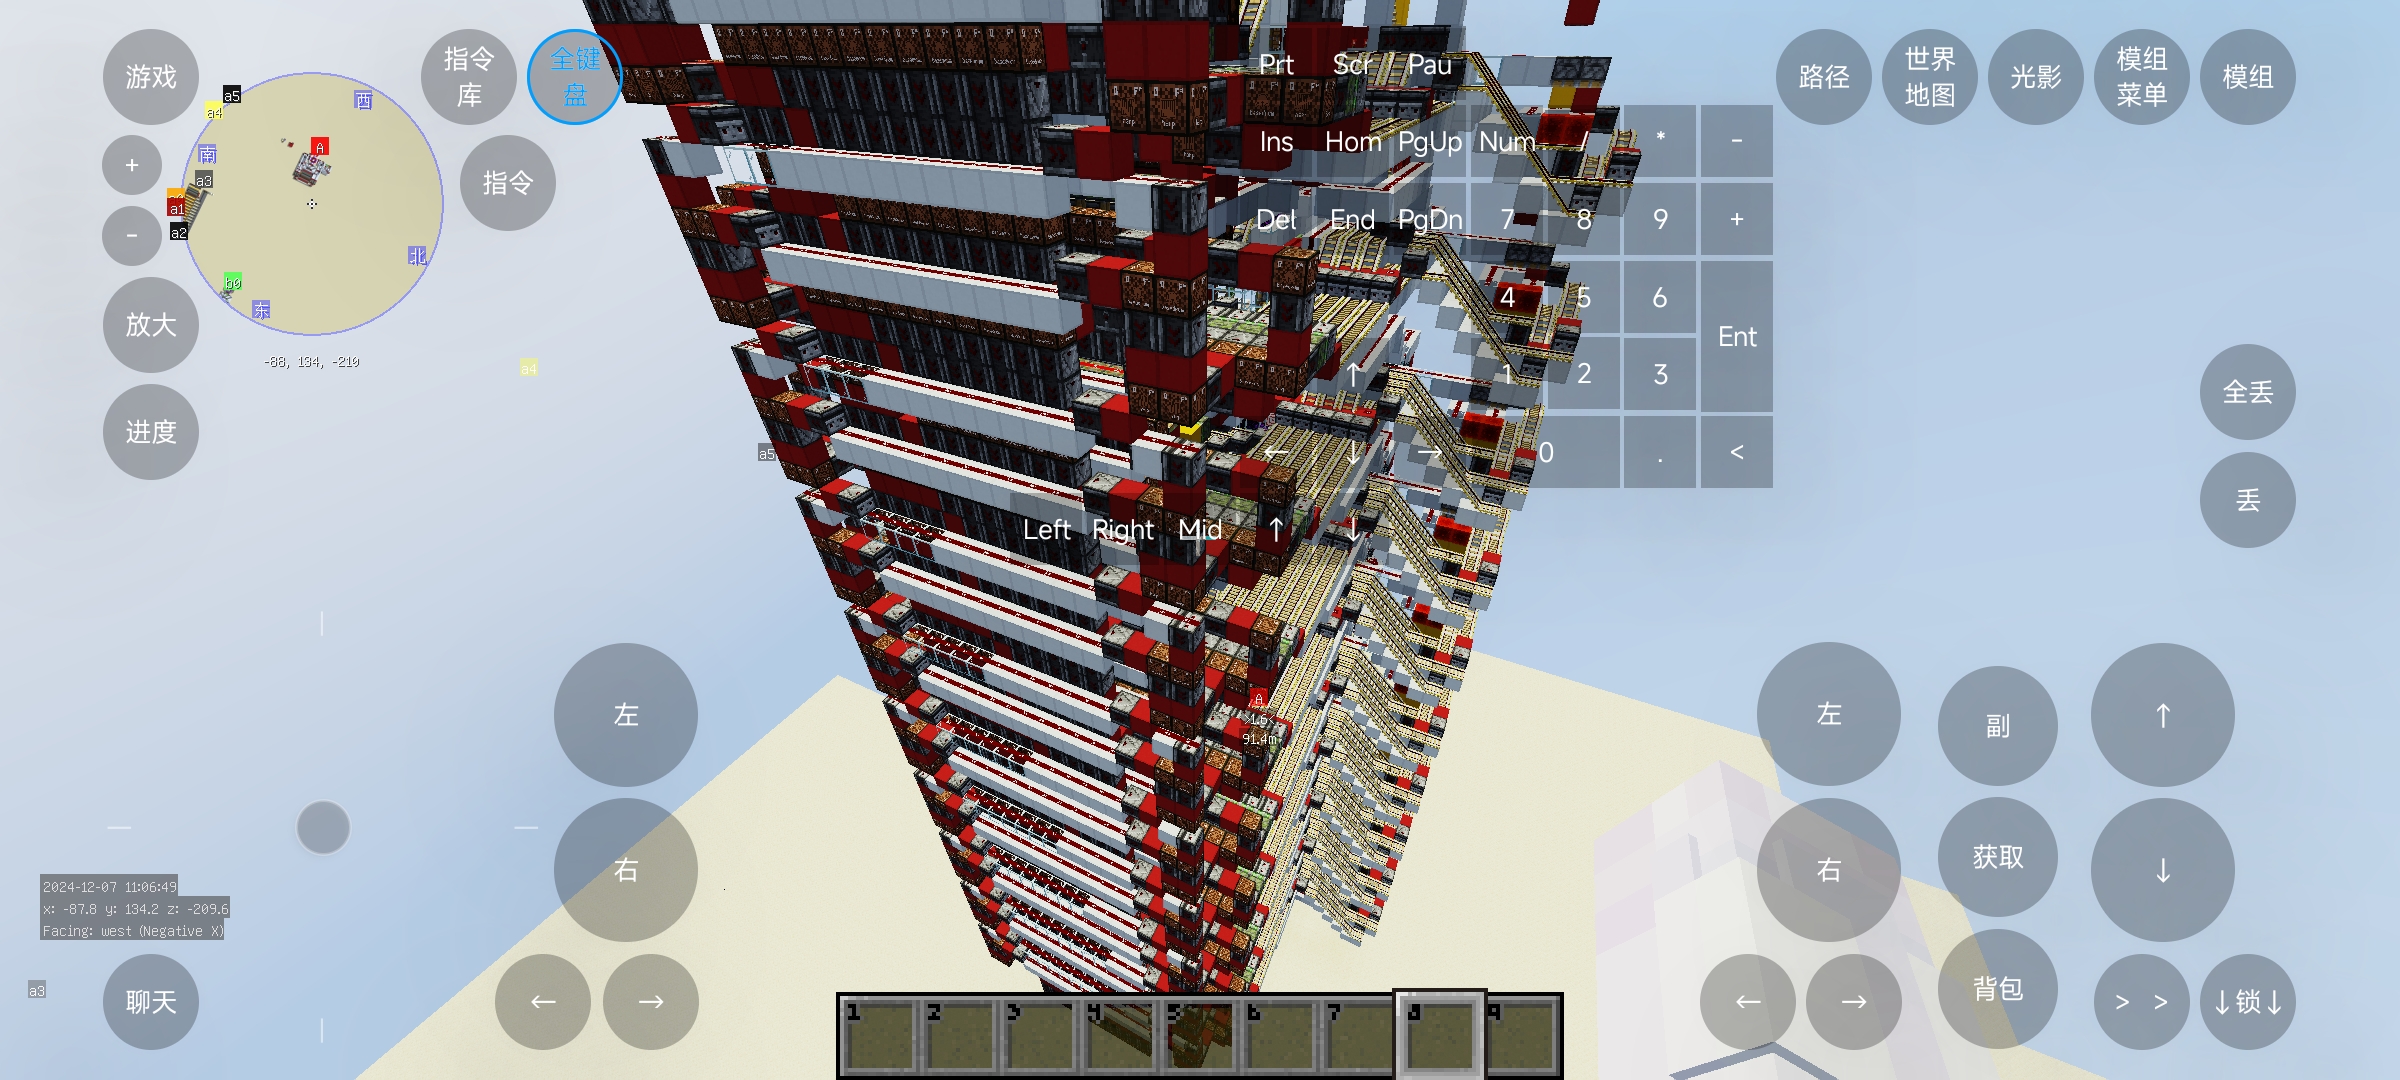 游戏
指令
库
全键
盘
Prt Scr Pau
路径
世界
地图
光影
模组
菜单
模组
a5
a4
西
A
南
a3
a1
a2
北
b0
东
+
-
指令
Ins Hom PgUp Num / * -
Del End PgDn 7 8 9 +
4 5 6
Ent
↑ 1 2 3
← ↓ → 0 . <
Left Right Mid ↑ ↓
放大
-88, 134, -210
a4
进度
a5
全丢
丢
A
91.4m
左
右
← →
左
右
副
获取
背包
↑
↓
← →
> >
↓锁↓
2024-12-07 11:06:49
x: -87.8 y: 134.2 z: -209.6
Facing: west (Negative X)
a3
聊天
1 2 3 4 5 6 7 8 9